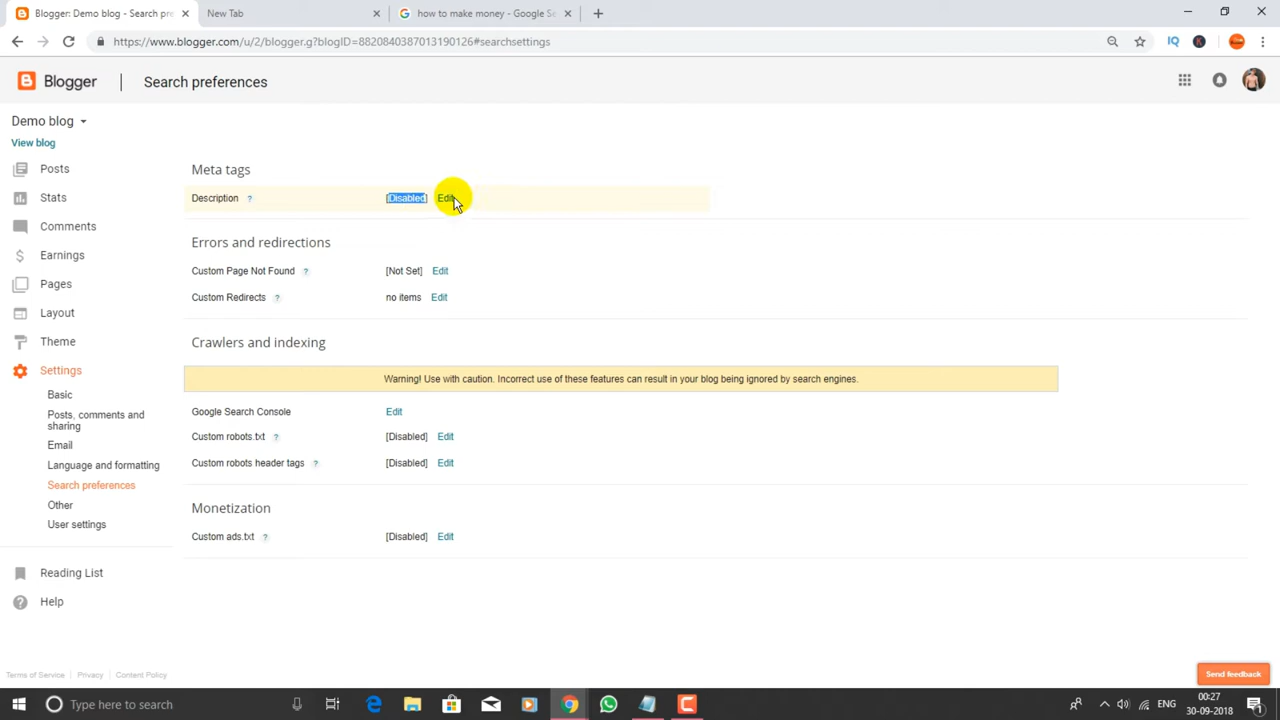 Blogger: Demo blog - Search pre
New Tab
how to make money - Google Se
https://www.blogger.com/u/2/blogger.g?blogID=8820840387013190126#searchsettings
IQ
K
Blogger
Search preferences
Demo blog
View blog
Posts
Stats
Comments
Earnings
Pages
Layout
Theme
Settings
Basic
Posts, comments and
sharing
Email
Language and formatting
Search preferences
Other
User settings
Reading List
Help
Meta tags
Description ? [Disabled] Edit
Errors and redirections
Custom Page Not Found ? [Not Set] Edit
Custom Redirects ? no items Edit
Crawlers and indexing
Warning! Use with caution. Incorrect use of these features can result in your blog being ignored by search engines.
Google Search Console Edit
Custom robots.txt ? [Disabled] Edit
Custom robots header tags ? [Disabled] Edit
Monetization
Custom ads.txt ? [Disabled] Edit
Terms of Service | Privacy | Content Policy
Send feedback
Type here to search
ENG
00:27
30-09-2018